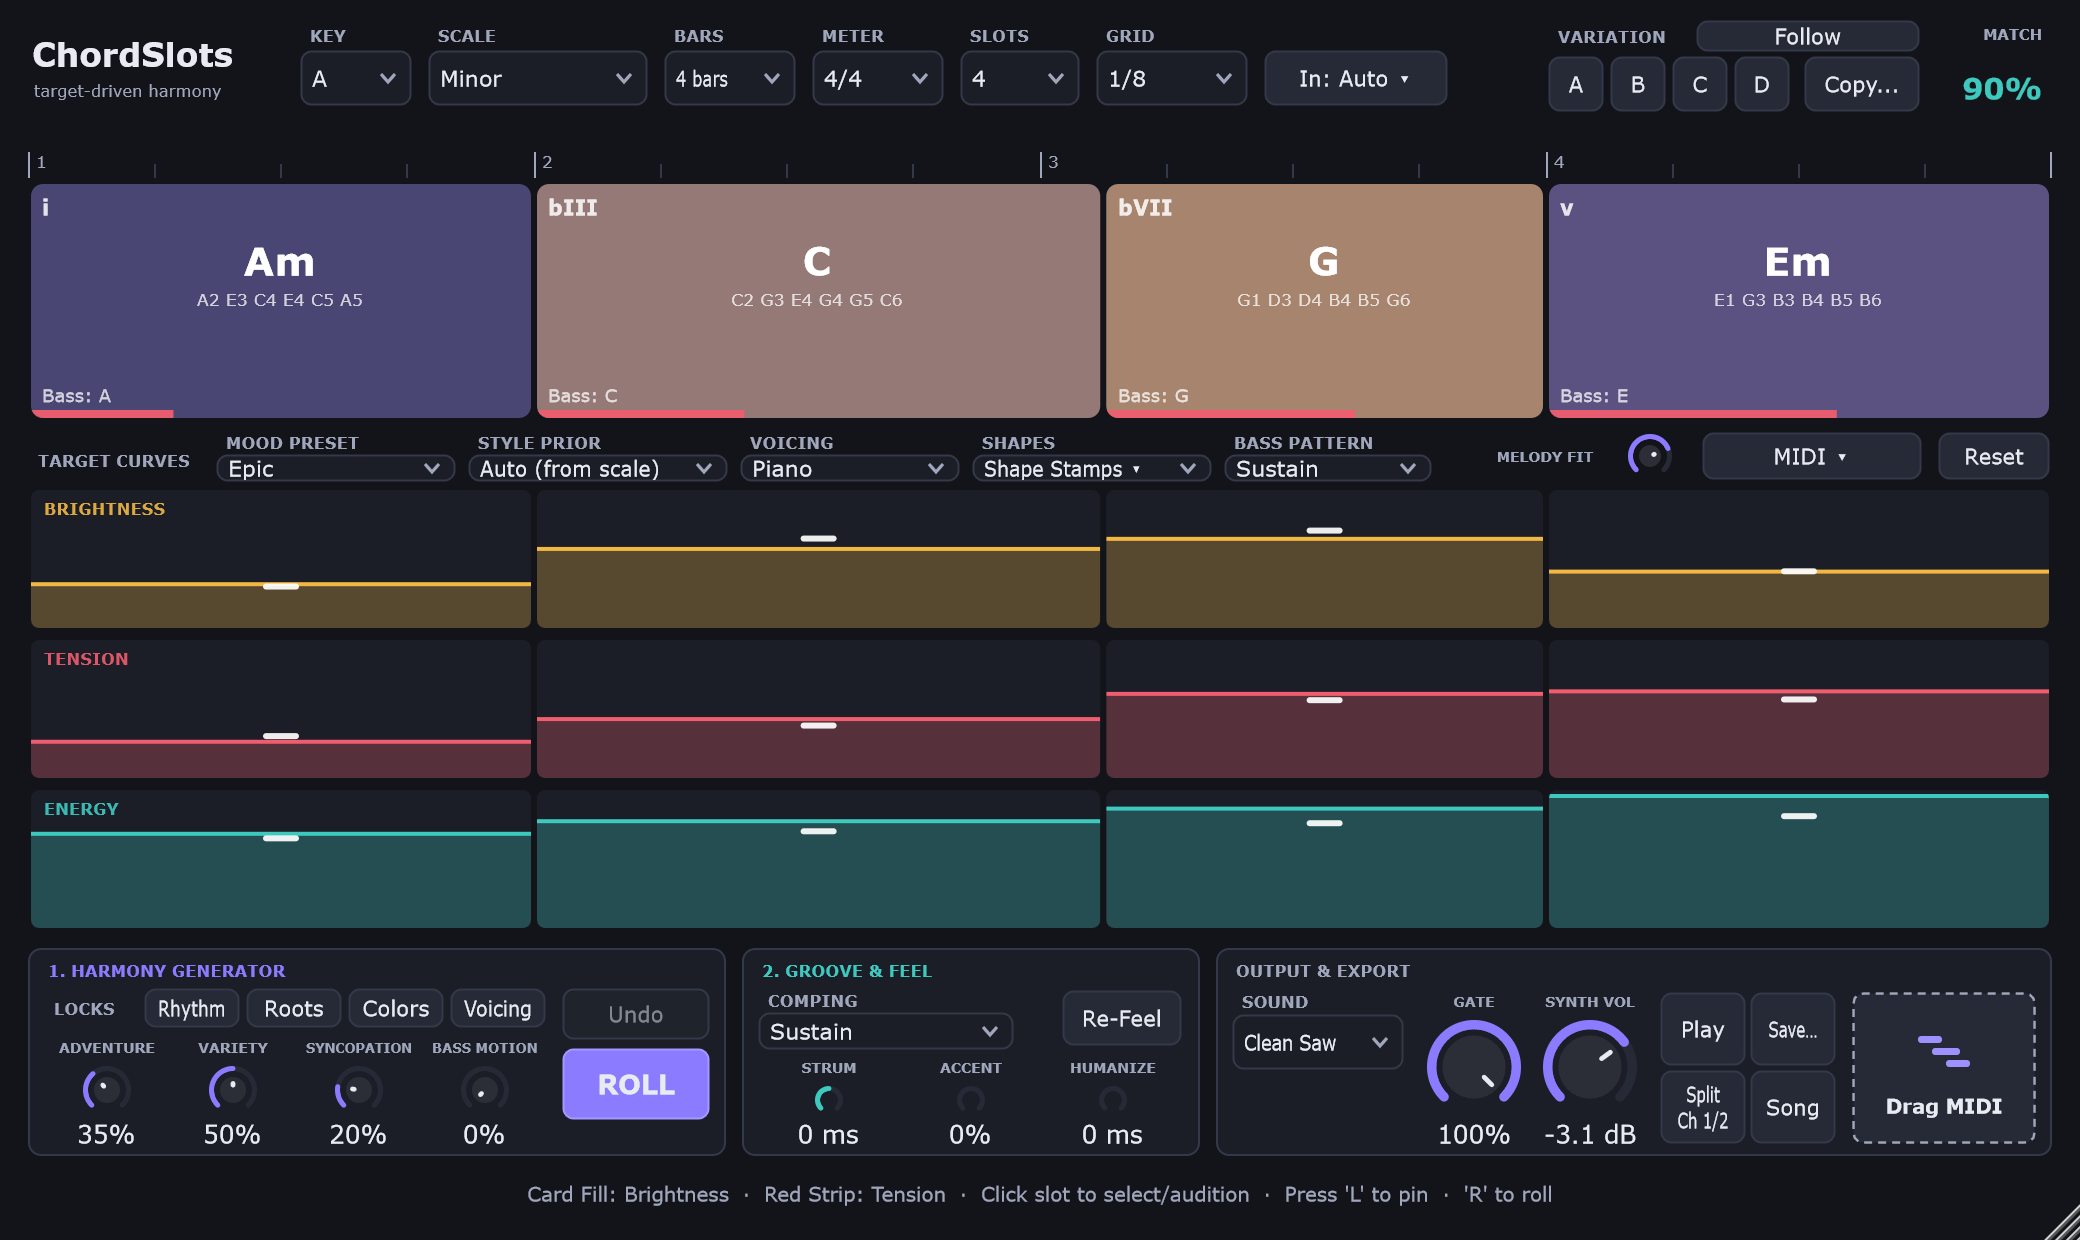 ChordSlots
target-driven harmony
KEY
A
SCALE
Minor
BARS
4 bars
METER
4/4
SLOTS
4
GRID
1/8
In: Auto ▾
VARIATION
Follow
A
B
C
D
Copy...
MATCH
90%
1
2
3
4
i
Am
A2 E3 C4 E4 C5 A5
Bass: A
bIII
C
C2 G3 E4 G4 G5 C6
Bass: C
bVII
G
G1 D3 D4 B4 B5 G6
Bass: G
v
Em
E1 G3 B3 B4 B5 B6
Bass: E
TARGET CURVES
MOOD PRESET
Epic
STYLE PRIOR
Auto (from scale)
VOICING
Piano
SHAPES
Shape Stamps ▾
BASS PATTERN
Sustain
MELODY FIT
MIDI ▾
Reset
BRIGHTNESS
TENSION
ENERGY
1. HARMONY GENERATOR
LOCKS
Rhythm
Roots
Colors
Voicing
Undo
ADVENTURE
35%
VARIETY
50%
SYNCOPATION
20%
BASS MOTION
0%
ROLL
2. GROOVE & FEEL
COMPING
Sustain
Re-Feel
STRUM
0 ms
ACCENT
0%
HUMANIZE
0 ms
OUTPUT & EXPORT
SOUND
Clean Saw
GATE
100%
SYNTH VOL
-3.1 dB
Play
Save...
Split
Ch 1/2
Song
Drag MIDI
Card Fill: Brightness · Red Strip: Tension · Click slot to select/audition · Press 'L' to pin · 'R' to roll